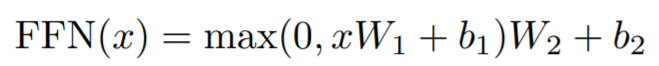 FFN(x) = max(0, xW₁ + b₁)W₂ + b₂